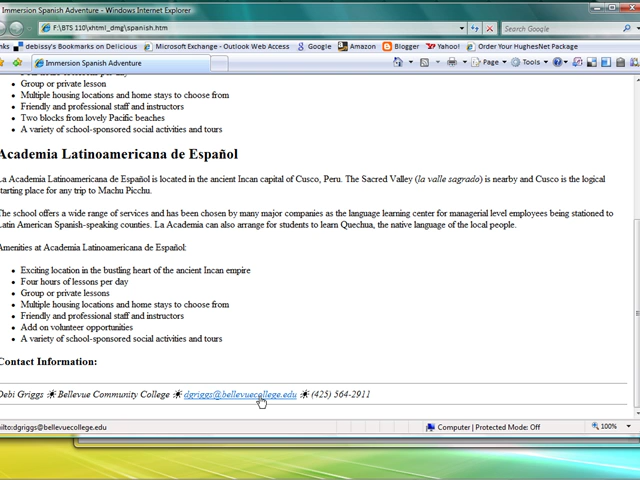 Immersion Spanish Adventure - Windows Internet Explorer
F:\BTS 110\xhtml_dmg\spanish.htm
Search Google
debissy's Bookmarks on Delicious Microsoft Exchange - Outlook Web Access Google Amazon Blogger Yahoo! Order Your HughesNet Package
Immersion Spanish Adventure
Page Tools
Group or private lesson
Multiple housing locations and home stays to choose from
Friendly and professional staff and instructors
Two blocks from lovely Pacific beaches
A variety of school-sponsored social activities and tours
Academia Latinoamericana de Español
La Academia Latinoamericana de Español is located in the ancient Incan capital of Cusco, Peru. The Sacred Valley (la valle sagrado) is nearby and Cusco is the logical
starting place for any trip to Machu Picchu.
The school offers a wide range of services and has been chosen by many major companies as the language learning center for managerial level employees being stationed to
Latin American Spanish-speaking counties. La Academia can also arrange for students to learn Quechua, the native language of the local people.
Amenities at Academia Latinoamericana de Español:
Exciting location in the bustling heart of the ancient Incan empire
Four hours of lessons per day
Group or private lessons
Multiple housing locations and home stays to choose from
Friendly and professional staff and instructors
Add on volunteer opportunities
A variety of school-sponsored social activities and tours
Contact Information:
Debi Griggs ☀ Bellevue Community College ☀ dgriggs@bellevuecollege.edu ☀ (425) 564-2911
ilto:dgriggs@bellevuecollege.edu
Computer | Protected Mode: Off
100%